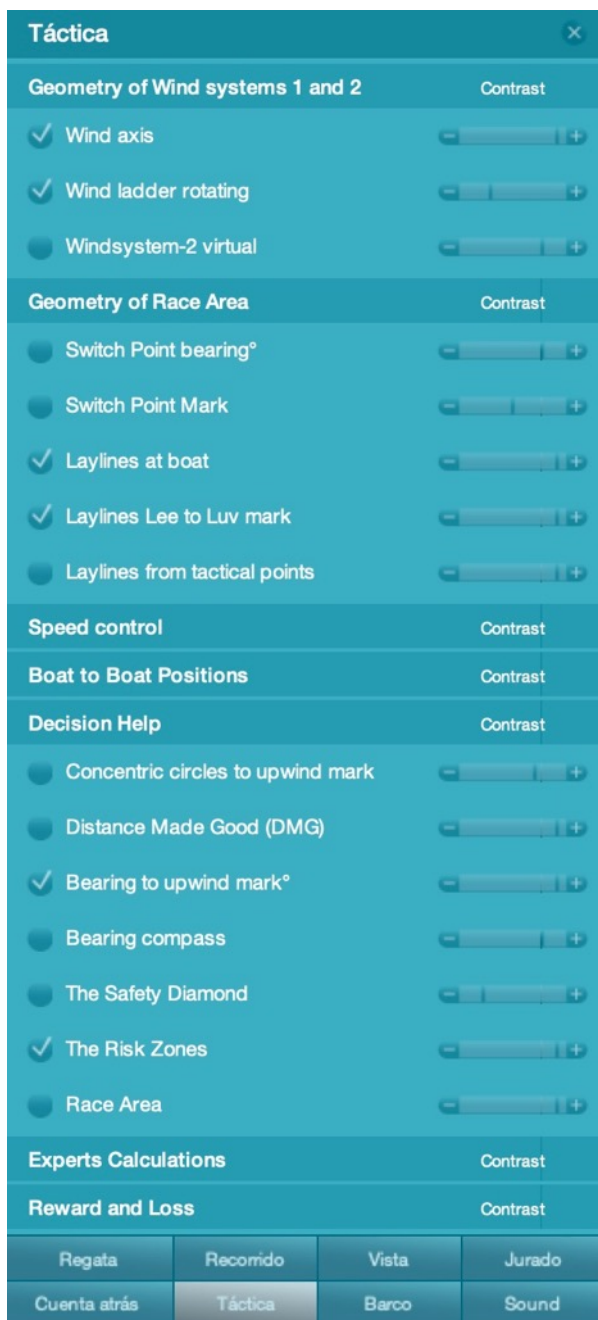 Táctica
Geometry of Wind systems 1 and 2 Contrast
Wind axis
Wind ladder rotating
Windsystem-2 virtual
Geometry of Race Area Contrast
Switch Point bearing°
Switch Point Mark
Laylines at boat
Laylines Lee to Luv mark
Laylines from tactical points
Speed control Contrast
Boat to Boat Positions Contrast
Decision Help Contrast
Concentric circles to upwind mark
Distance Made Good (DMG)
Bearing to upwind mark°
Bearing compass
The Safety Diamond
The Risk Zones
Race Area
Experts Calculations Contrast
Reward and Loss Contrast
Regata Recorrido Vista Jurado
Cuenta atrás Táctica Barco Sound